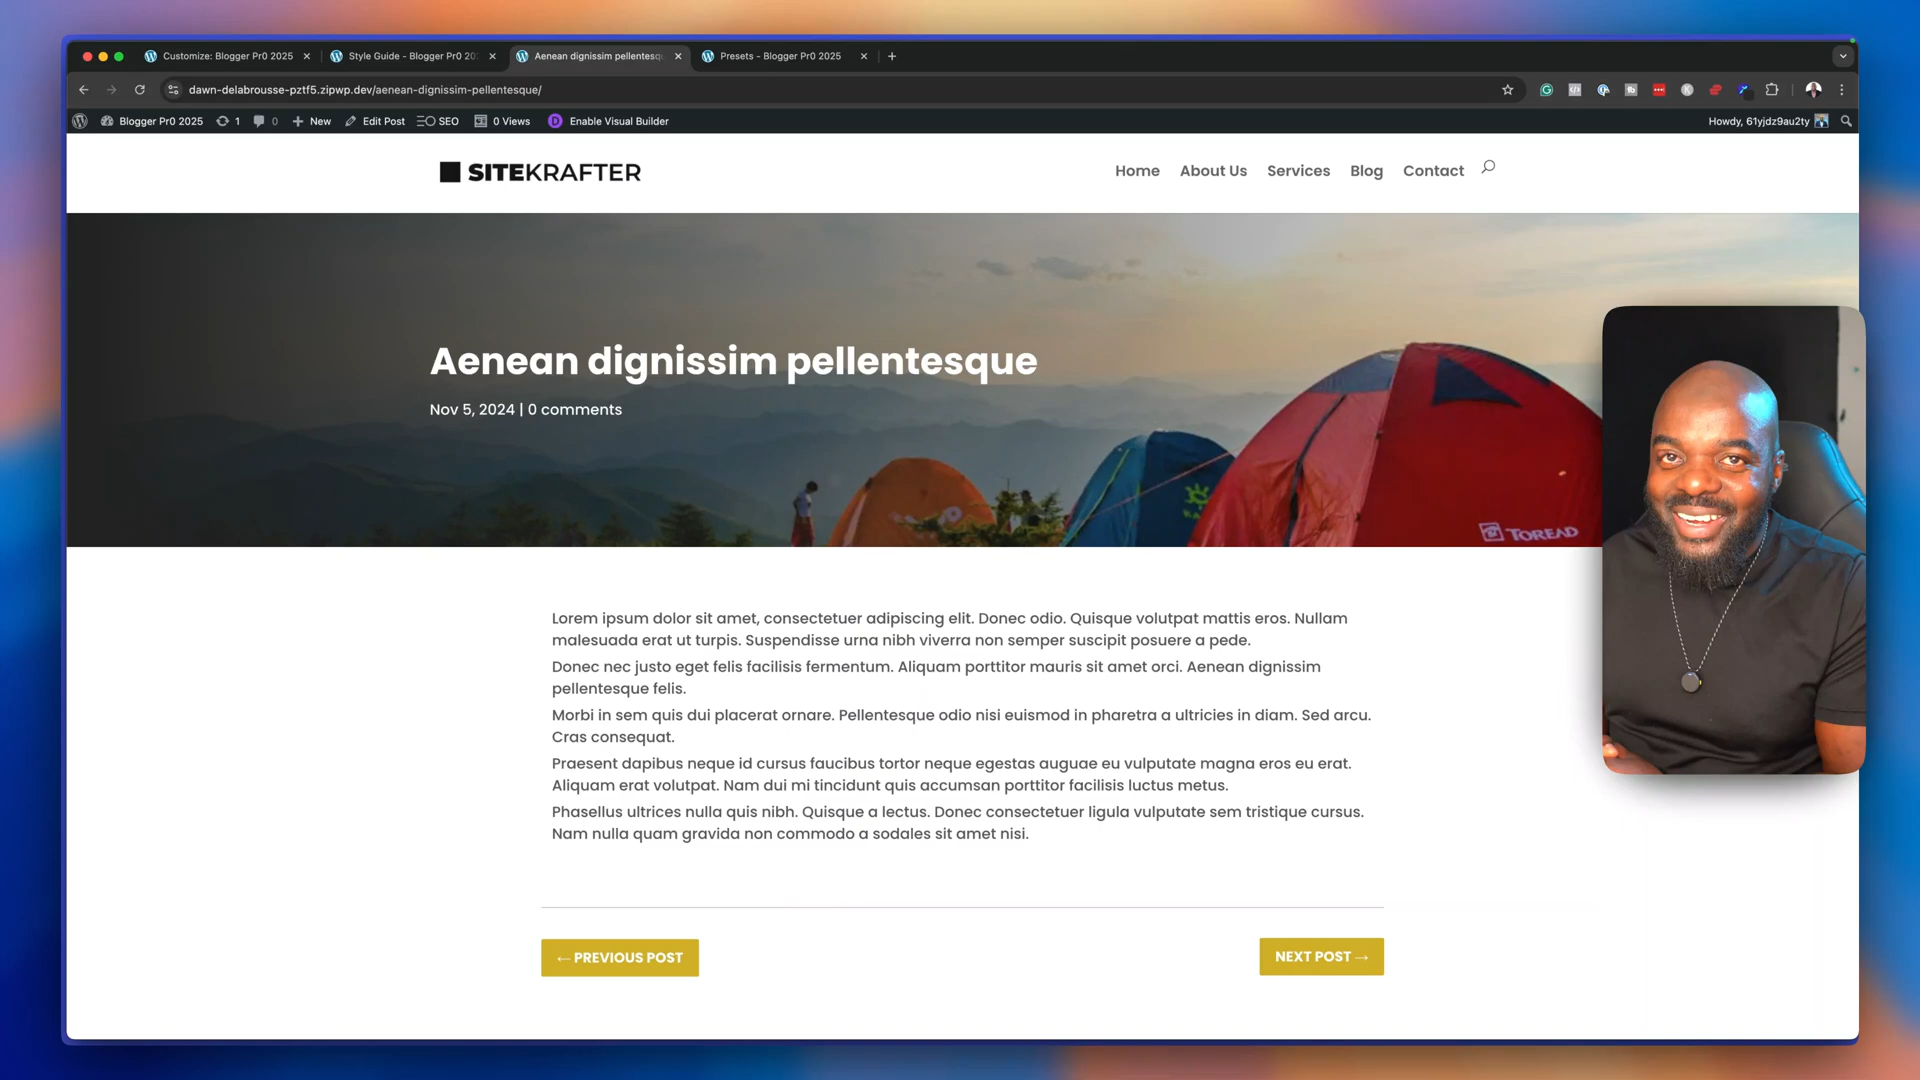 Customize: Blogger Pr0 2025
Style Guide - Blogger Pr0 20
Aenean dignissim pellentesq
Presets - Blogger Pr0 2025
dawn-delabrousse-pztf5.zipwp.dev/aenean-dignissim-pellentesque/
Blogger Pr0 2025 1 0 New Edit Post SEO 0 Views D Enable Visual Builder Howdy, 61yjdz9au2ty
SITEKRAFTER
Home About Us Services Blog Contact
Aenean dignissim pellentesque
Nov 5, 2024 | 0 comments
TOREAD
Lorem ipsum dolor sit amet, consectetuer adipiscing elit. Donec odio. Quisque volutpat mattis eros. Nullam
malesuada erat ut turpis. Suspendisse urna nibh viverra non semper suscipit posuere a pede.
Donec nec justo eget felis facilisis fermentum. Aliquam porttitor mauris sit amet orci. Aenean dignissim
pellentesque felis.
Morbi in sem quis dui placerat ornare. Pellentesque odio nisi euismod in pharetra a ultricies in diam. Sed arcu.
Cras consequat.
Praesent dapibus neque id cursus faucibus tortor neque egestas auguae eu vulputate magna eros eu erat.
Aliquam erat volutpat. Nam dui mi tincidunt quis accumsan porttitor facilisis luctus metus.
Phasellus ultrices nulla quis nibh. Quisque a lectus. Donec consectetuer ligula vulputate sem tristique cursus.
Nam nulla quam gravida non commodo a sodales sit amet nisi.
← PREVIOUS POST
NEXT POST →